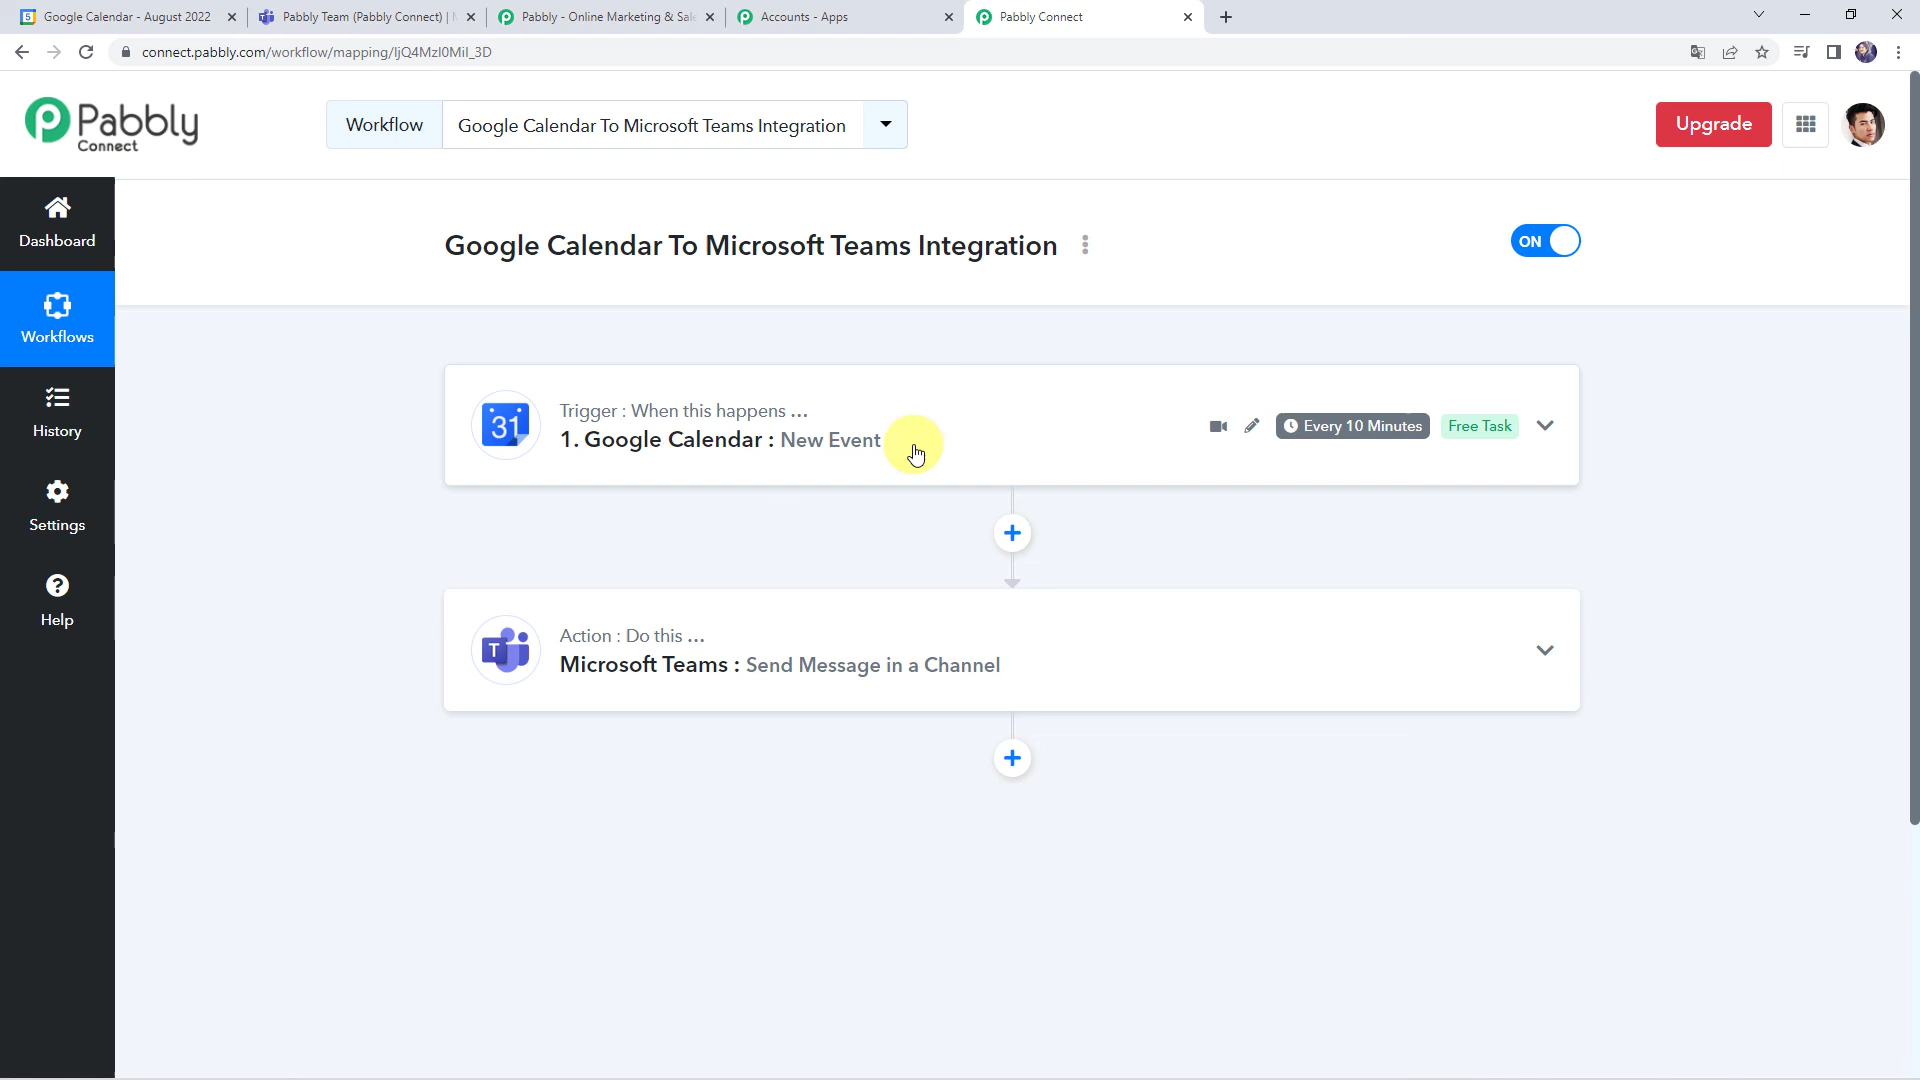 Google Calendar - August 2022
Pabbly Team (Pabbly Connect) |
Pabbly - Online Marketing & Sale
Accounts - Apps
Pabbly Connect
connect.pabbly.com/workflow/mapping/IjQ4MzI0MiI_3D
Pabbly
Connect
Workflow
Google Calendar To Microsoft Teams Integration
Upgrade
Dashboard
Workflows
History
Settings
Help
Google Calendar To Microsoft Teams Integration
ON
31
Trigger : When this happens ...
1. Google Calendar : New Event
Every 10 Minutes
Free Task
T
Action : Do this ...
Microsoft Teams : Send Message in a Channel